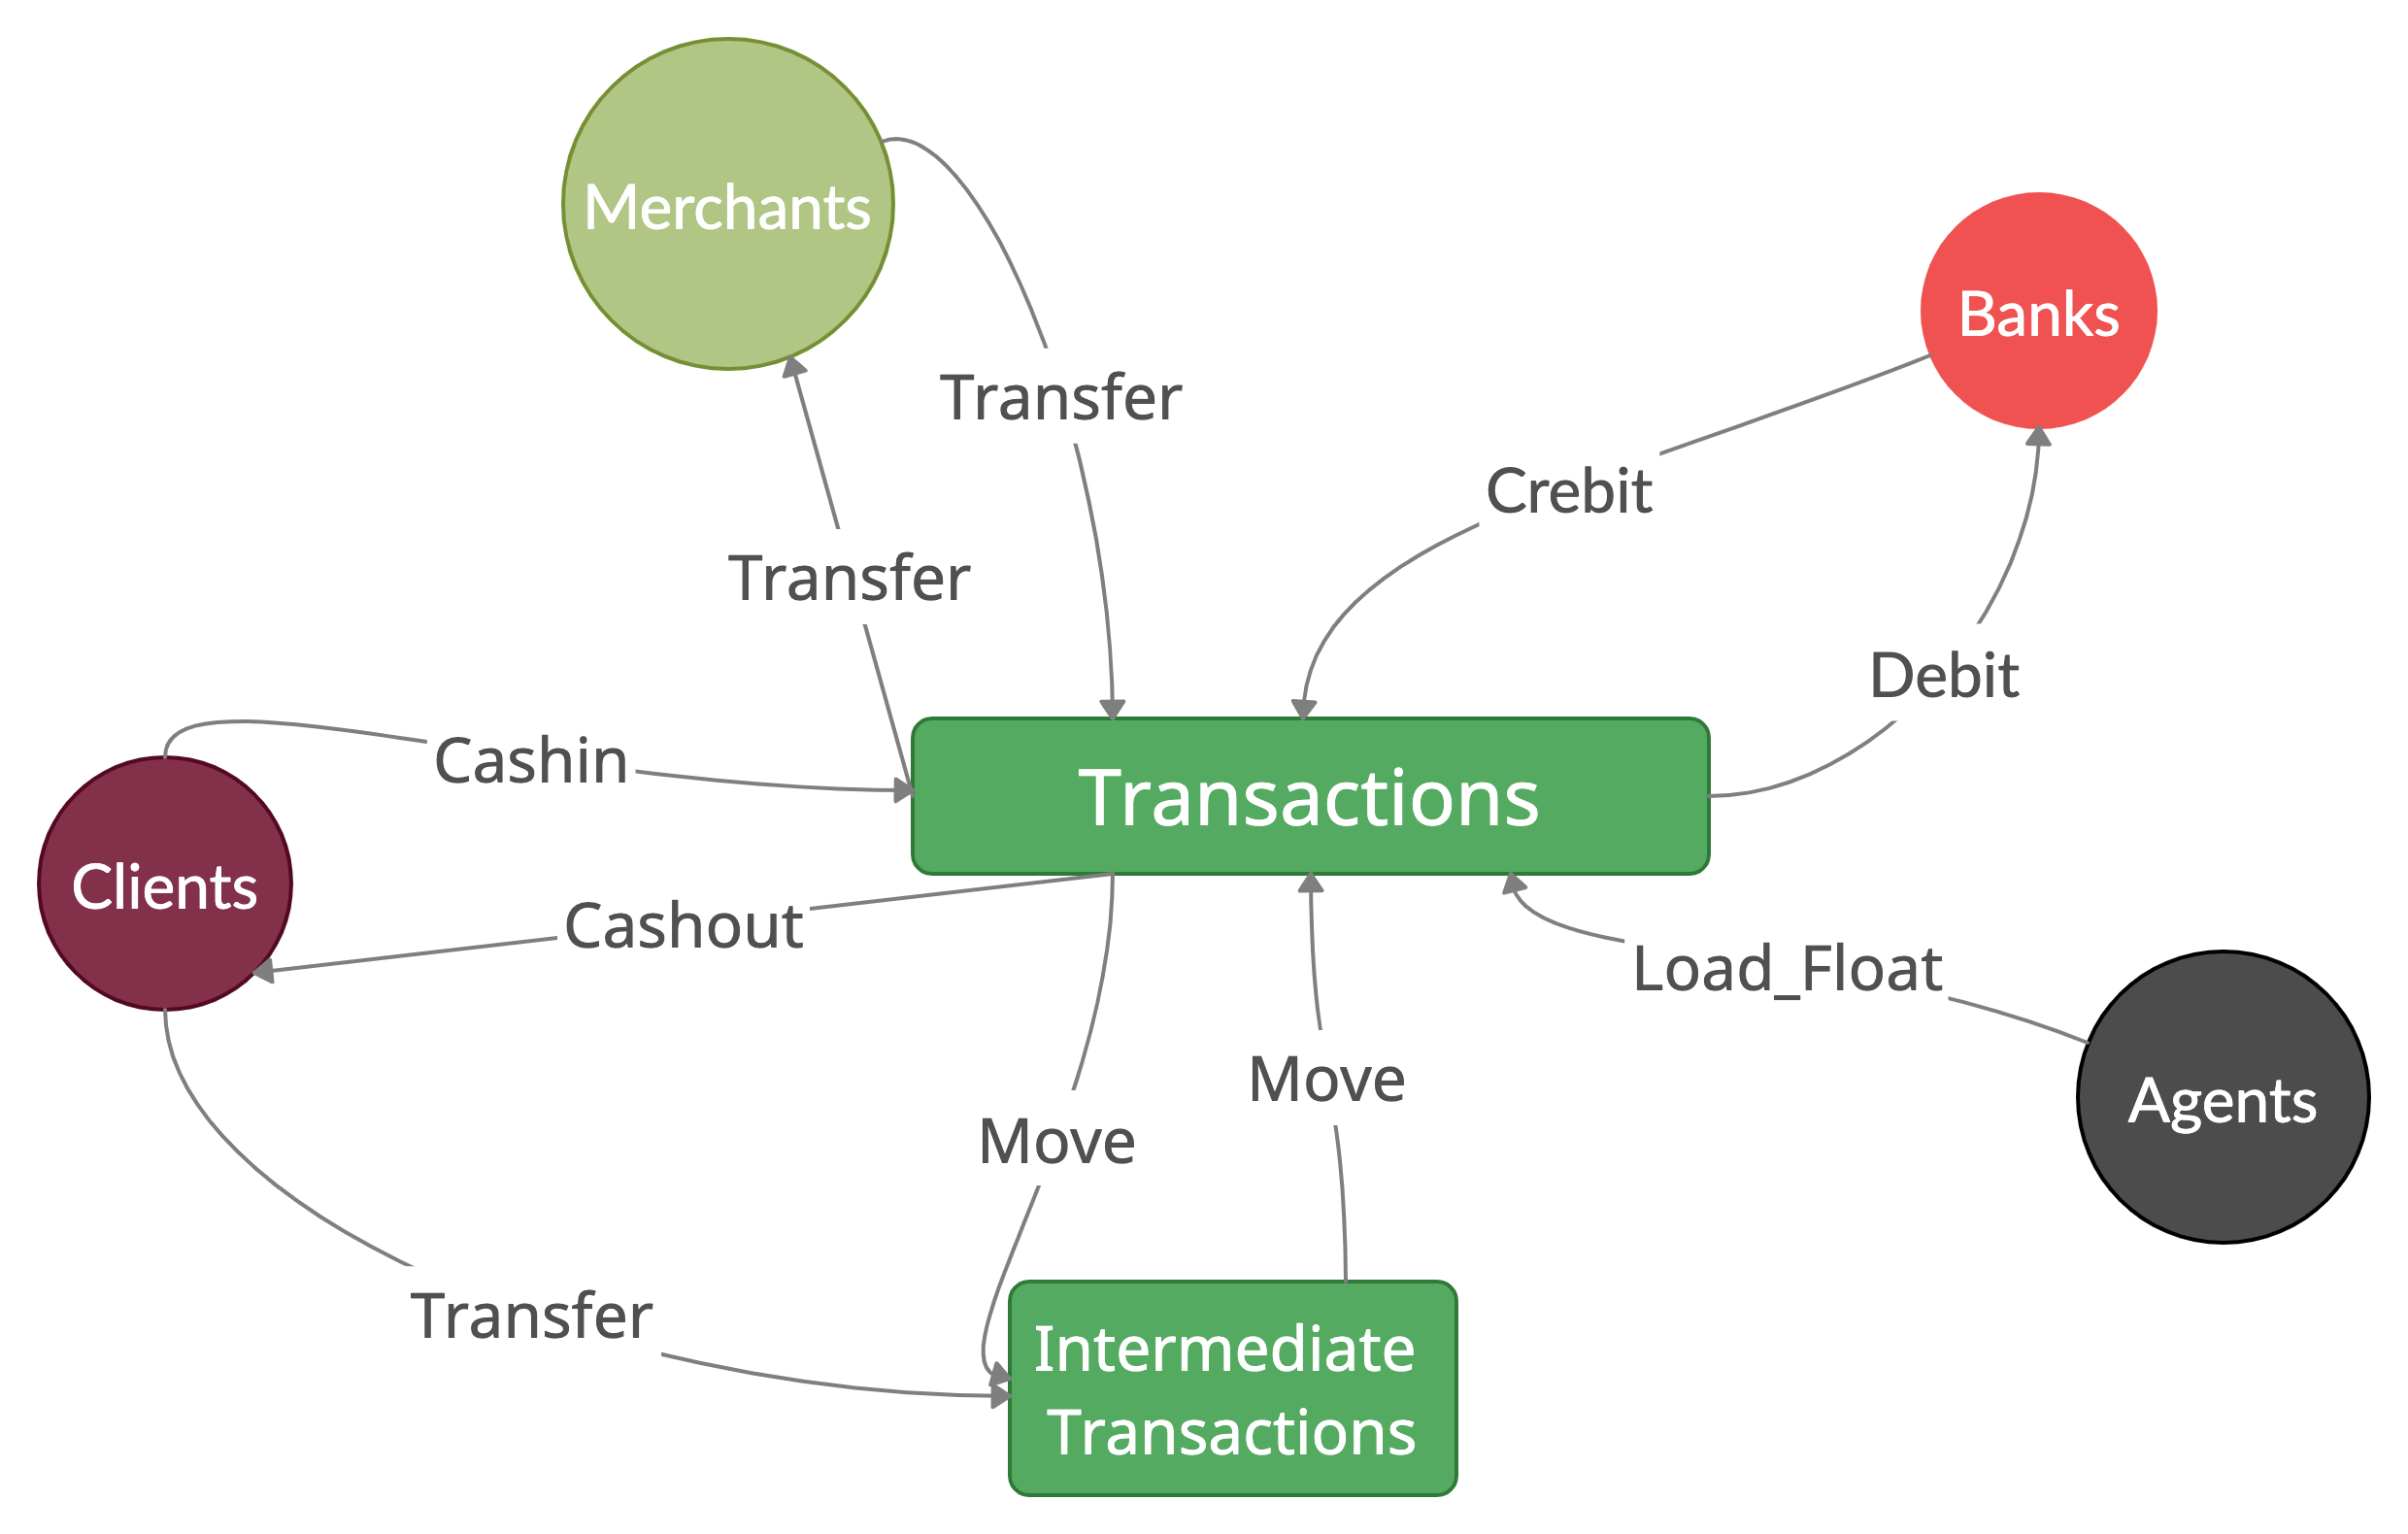 Merchants
Banks
Transfer
Crebit
Transfer
Debit
Cashin
Transactions
Clients
Cashout
Load_Float
Move
Agents
Move
Transfer
Intermediate
Transactions